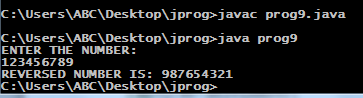 C:\Users\ABC\Desktop\jprog>javac prog9.java
C:\Users\ABC\Desktop\jprog>java prog9
ENTER THE NUMBER:
123456789
REVERSED NUMBER IS: 987654321
C:\Users\ABC\Desktop\jprog>